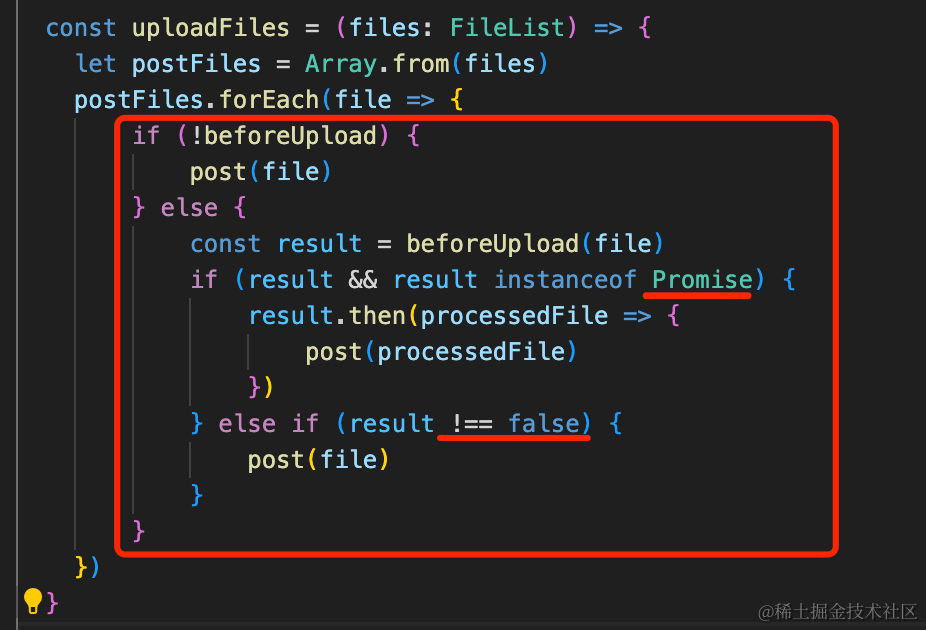 const uploadFiles = (files: FileList) => {
let postFiles = Array.from(files)
postFiles.forEach(file => {
if (!beforeUpload) {
post(file)
} else {
const result = beforeUpload(file)
if (result && result instanceof Promise) {
result.then(processedFile => {
post(processedFile)
})
} else if (result !== false) {
post(file)
}
}
})
}
@稀土掘金技术社区